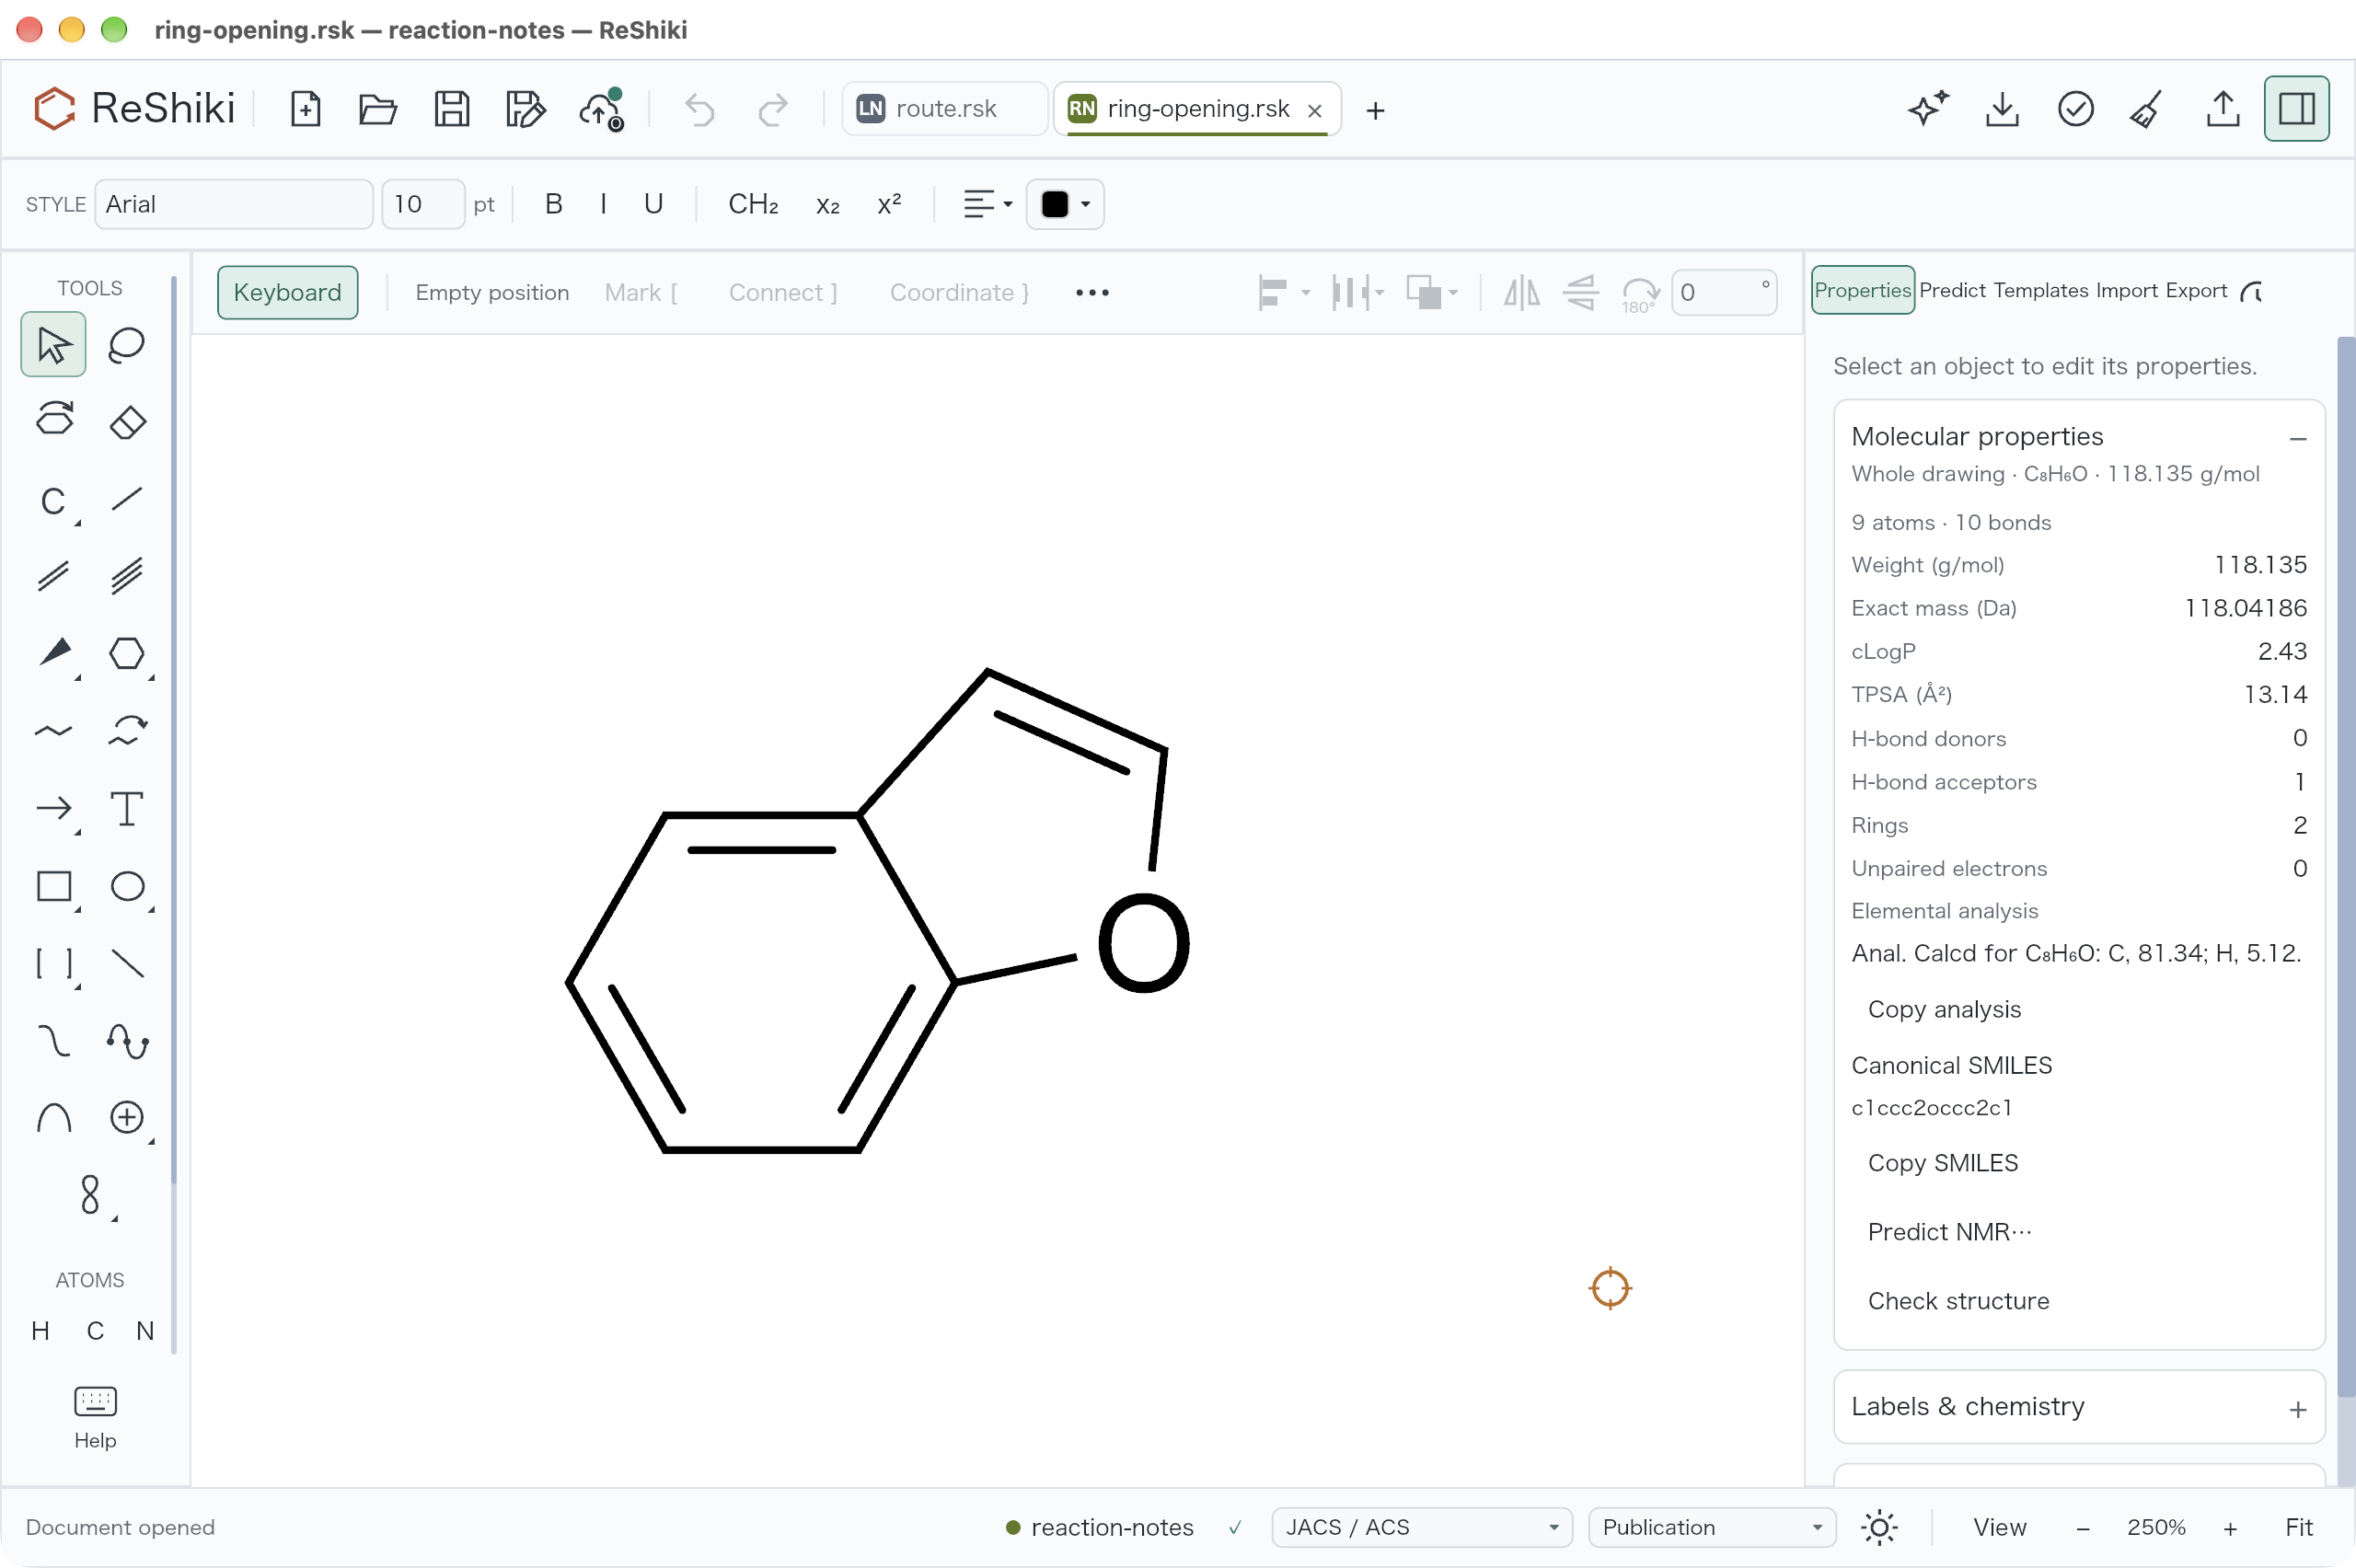 ring-opening.rsk — reaction-notes — ReShiki
ReShiki
LN route.rsk
RN ring-opening.rsk × +
STYLE Arial 10 pt B I U CH₂ x₂ x²
TOOLS
Keyboard Empty position Mark [ Connect ] Coordinate } ••• 180° 0 °
Properties Predict Templates Import Export
C
T
[ ]
ATOMS
H C N
Help
O
Select an object to edit its properties.
Molecular properties −
Whole drawing · C₈H₆O · 118.135 g/mol
9 atoms · 10 bonds
Weight (g/mol) 118.135
Exact mass (Da) 118.04186
cLogP 2.43
TPSA (Å²) 13.14
H-bond donors 0
H-bond acceptors 1
Rings 2
Unpaired electrons 0
Elemental analysis
Anal. Calcd for C₈H₆O: C, 81.34; H, 5.12.
Copy analysis
Canonical SMILES
c1ccc2occc2c1
Copy SMILES
Predict NMR···
Check structure
Labels & chemistry +
Document opened
reaction-notes ✓ JACS / ACS Publication View − 250% + Fit